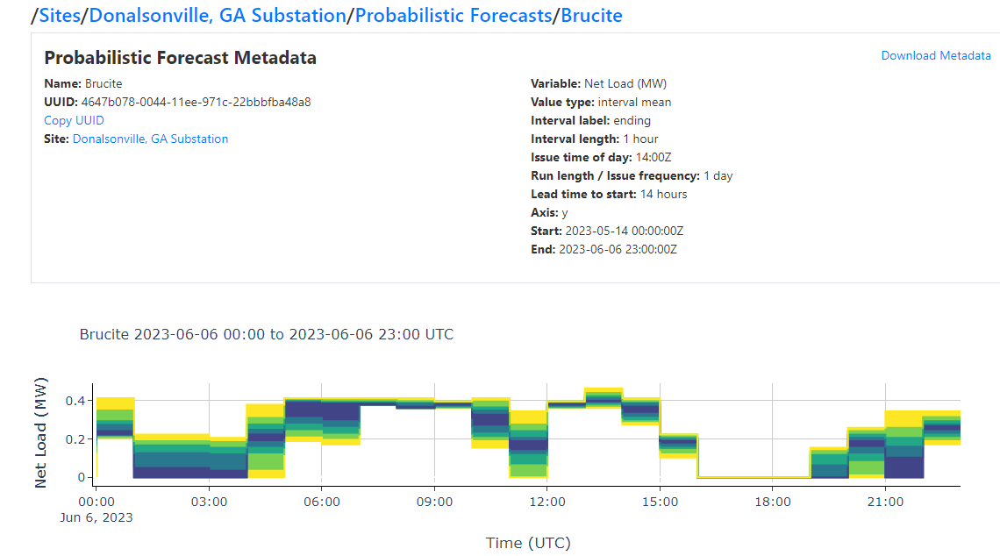 /Sites/Donalsonville, GA Substation/Probabilistic Forecasts/Brucite
Probabilistic Forecast Metadata
Download Metadata
Name: Brucite
UUID: 4647b078-0044-11ee-971c-22bbbfba48a8
Copy UUID
Site: Donalsonville, GA Substation
Variable: Net Load (MW)
Value type: interval mean
Interval label: ending
Interval length: 1 hour
Issue time of day: 14:00Z
Run length / Issue frequency: 1 day
Lead time to start: 14 hours
Axis: y
Start: 2023-05-14 00:00:00Z
End: 2023-06-06 23:00:00Z
Brucite 2023-06-06 00:00 to 2023-06-06 23:00 UTC
Net Load (MW)
0.4
0.2
0
00:00 03:00 06:00 09:00 12:00 15:00 18:00 21:00
Jun 6, 2023
Time (UTC)